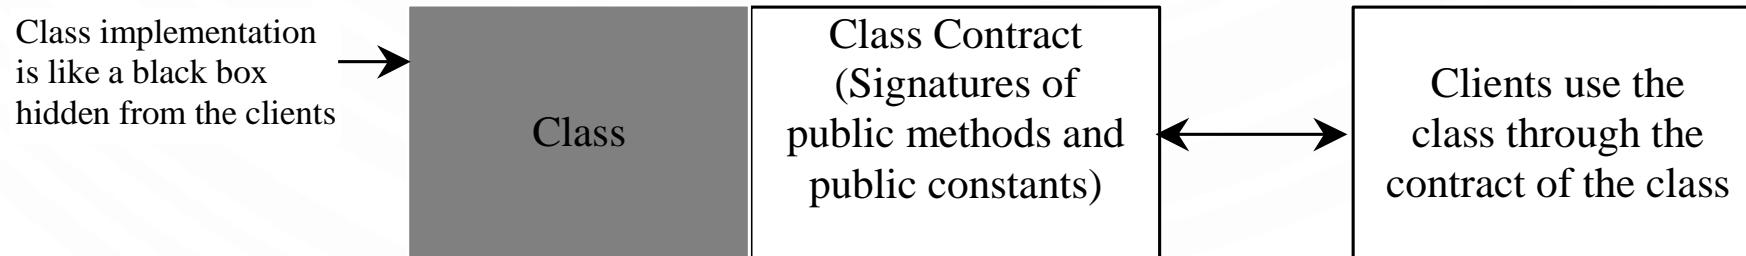 Class implementation
is like a black box
hidden from the clients
Class
Class Contract
(Signatures of
public methods and
public constants)
Clients use the
class through the
contract of the class